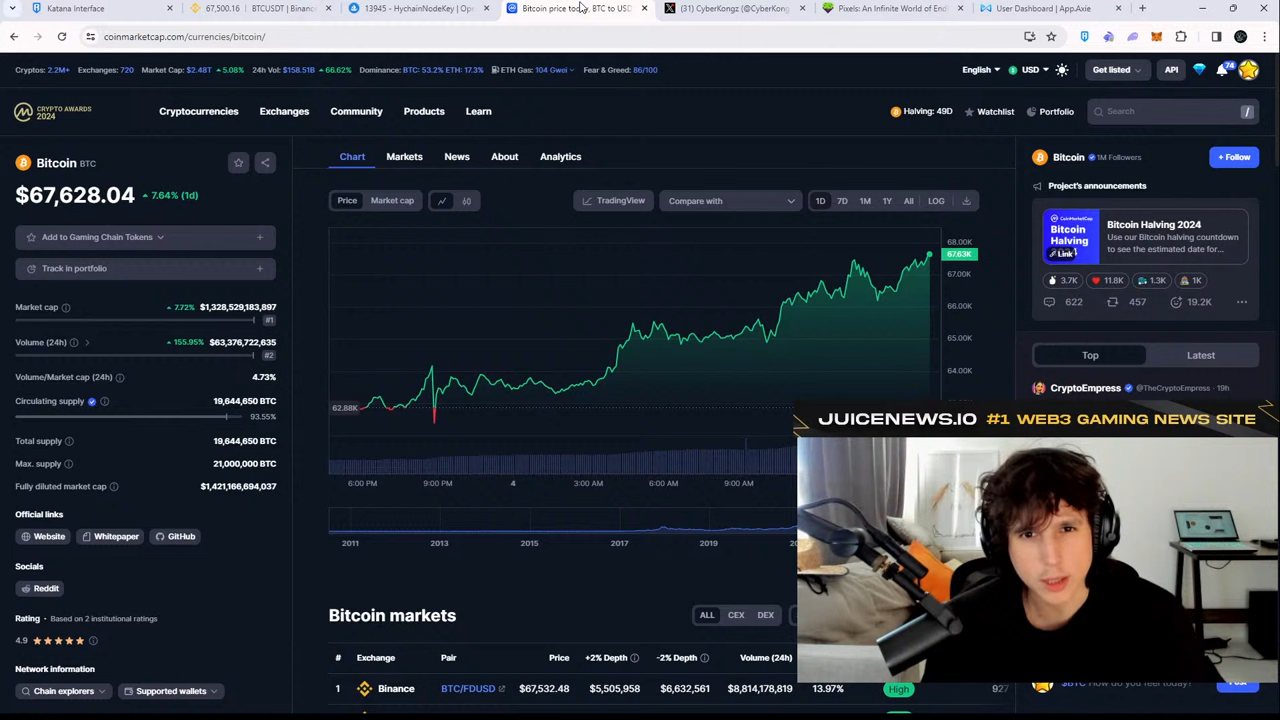 Katana Interface
67,500.16 | BTCUSDT | Binanc
13945 - HychainNodeKey | Ope
Bitcoin price today, BTC to USD
(31) CyberKongz (@CyberKong
Pixels: An Infinite World of End
User Dashboard | App.Axie
coinmarketcap.com/currencies/bitcoin/
Cryptos: 2.2M+ Exchanges: 720 Market Cap: $2.48T 5.08% 24h Vol: $158.51B 66.62% Dominance: BTC: 53.2% ETH: 17.3% ETH Gas: 104 Gwei Fear & Greed: 86/100
English USD Get listed API 74
CRYPTO AWARDS 2024
Cryptocurrencies Exchanges Community Products Learn
Halving: 49D Watchlist Portfolio Search /
Bitcoin BTC
$67,628.04 7.64% (1d)
Add to Gaming Chain Tokens +
Track in portfolio +
Market cap 7.72% $1,328,529,183,897
#1
Volume (24h) 155.95% $63,376,722,635
#2
Volume/Market cap (24h) 4.73%
Circulating supply 19,644,650 BTC
93.55%
Total supply 19,644,650 BTC
Max. supply 21,000,000 BTC
Fully diluted market cap $1,421,166,694,037
Official links
Website Whitepaper GitHub
Socials
Reddit
Rating · Based on 2 institutional ratings
4.9
Network information
Chain explorers Supported wallets
Chart Markets News About Analytics
Price Market cap TradingView Compare with 1D 7D 1M 1Y All LOG
68.00K
67.63K
67.00K
66.00K
65.00K
64.00K
62.88K
6:00 PM 9:00 PM 4 3:00 AM 6:00 AM 9:00 AM
2011 2013 2015 2017 2019
Bitcoin markets
ALL CEX DEX
# Exchange Pair Price +2% Depth -2% Depth Volume (24h)
1 Binance BTC/FDUSD $67,532.48 $5,505,958 $6,632,561 $8,814,178,819 13.97% High 927
Bitcoin 1M Followers + Follow
Project's announcements
Bitcoin Halving 2024
Link
Bitcoin Halving 2024
Use our Bitcoin halving countdown
to see the estimated date for...
3.7K 11.8K 1.3K 1K
622 457 19.2K
Top Latest
CryptoEmpress @TheCryptoEmpress · 19h
JUICENEWS.IO #1 WEB3 GAMING NEWS SITE
$BTC How do you feel today?